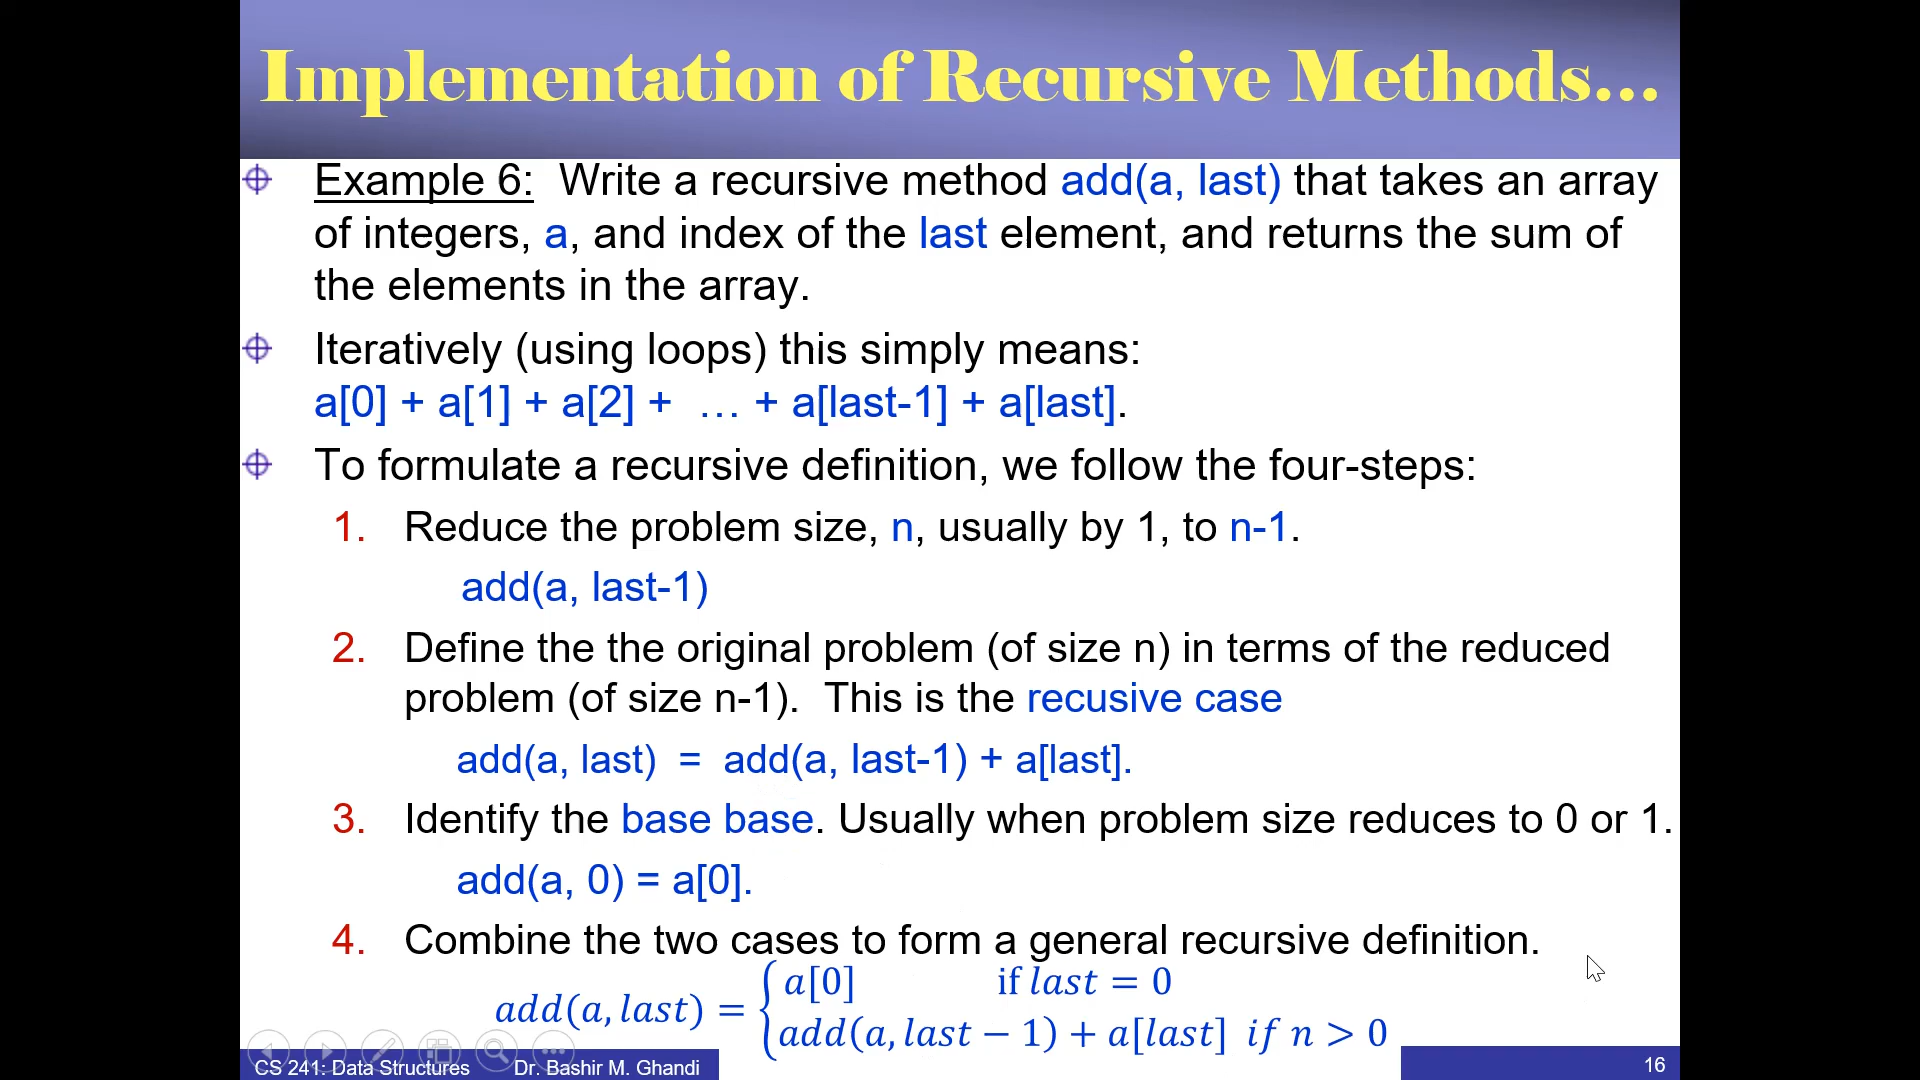 Implementation of Recursive Methods...
Example 6: Write a recursive method add(a, last) that takes an array
of integers, a, and index of the last element, and returns the sum of
the elements in the array.
Iteratively (using loops) this simply means:
a[0] + a[1] + a[2] + … + a[last-1] + a[last].
To formulate a recursive definition, we follow the four-steps:
1. Reduce the problem size, n, usually by 1, to n-1.
add(a, last-1)
2. Define the the original problem (of size n) in terms of the reduced
problem (of size n-1). This is the recusive case
add(a, last) = add(a, last-1) + a[last].
3. Identify the base base. Usually when problem size reduces to 0 or 1.
add(a, 0) = a[0].
4. Combine the two cases to form a general recursive definition.
a[0] if last = 0
add(a, last) = {
add(a, last − 1) + a[last] if n > 0
CS 241: Data Structures Dr. Bashir M. Ghandi 16